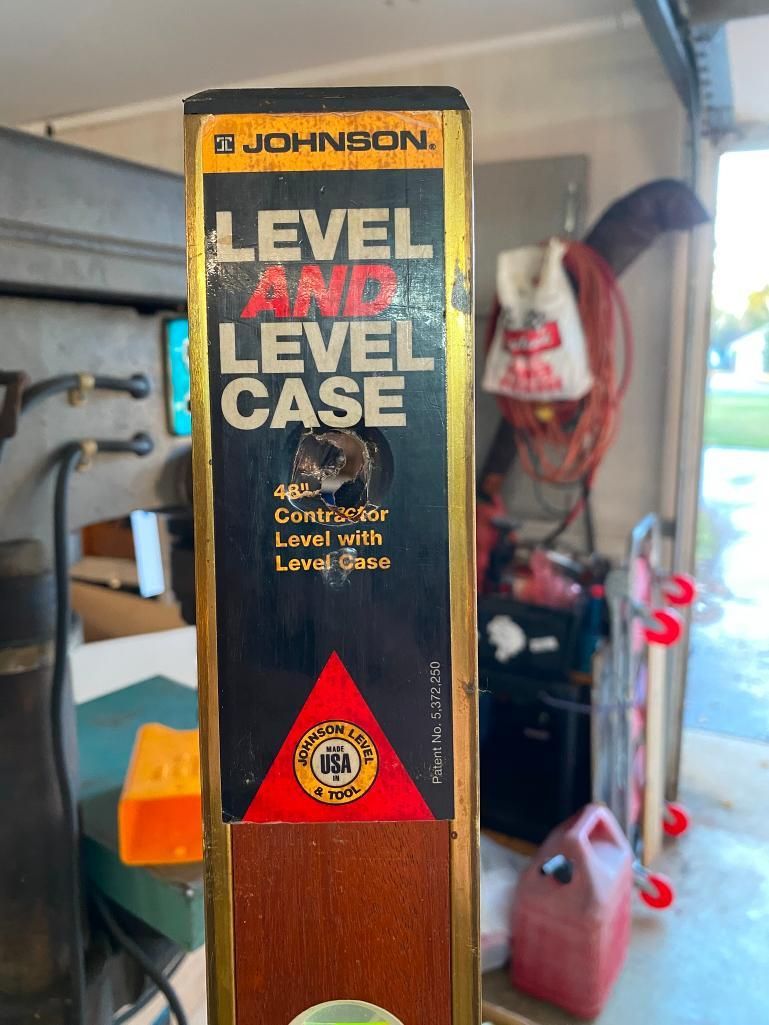 JOHNSON®
LEVEL
AND
LEVEL
CASE
48"
Contractor
Level with
Level Case
Patent No. 5,372,250
JOHNSON LEVEL
MADE
USA
IN
& TOOL